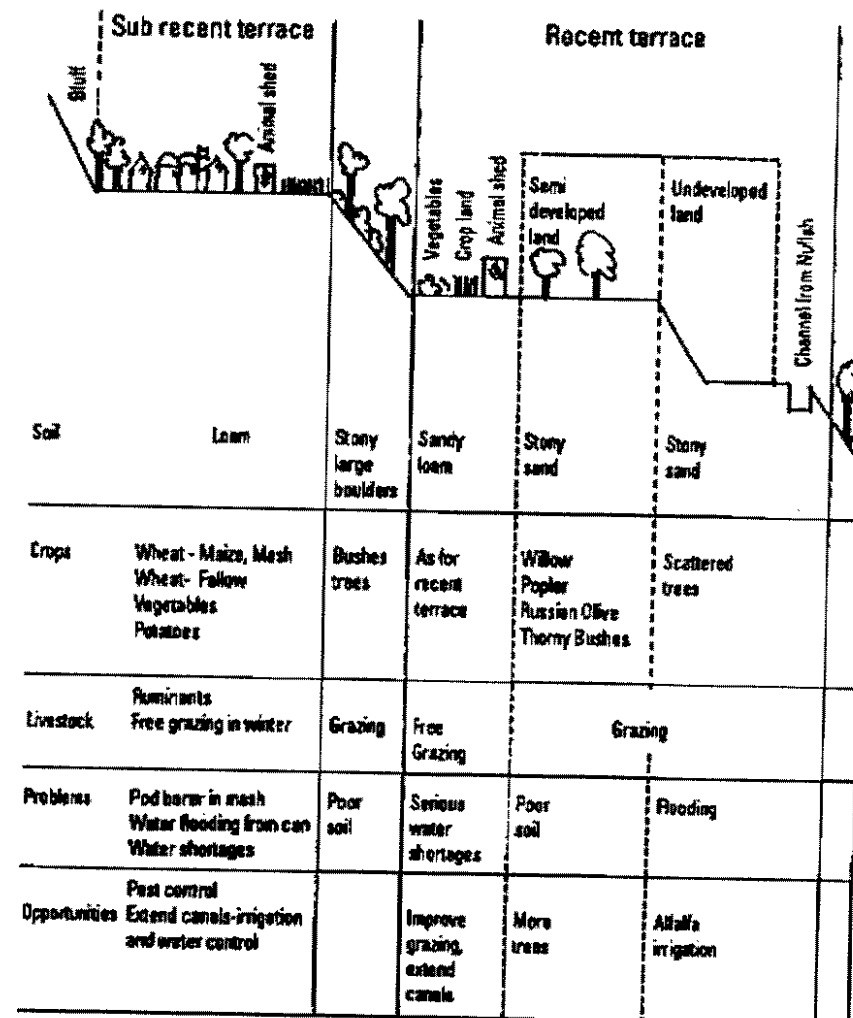 Sub recent terrace
Recent terrace
Bluff
Animal shed
Vegetables
Crop land
Animal shed
Semi
developed
land
Undeveloped
land
Channel from Nullah
Soil
Loam
Stony
large
boulders
Sandy
loam
Stony
sand
Stony
sand
Crops
Wheat - Maize, Mash
Wheat- Fallow
Vegetables
Potatoes
Bushes
trees
As for
recent
terrace
Willow
Popler
Russian Olive
Thorny Bushes
Scattered
trees
Livestock
Ruminants
Free grazing in winter
Grazing
Free
Grazing
Grazing
Problems
Pod borer in mash
Water flooding from can
Water shortages
Poor
soil
Serious
water
shortages
Poor
soil
Flooding
Opportunities
Pest control
Extend canals-irrigation
and water control
Improve
grazing,
extend
canals
More
trees
Alfalfa
irrigation